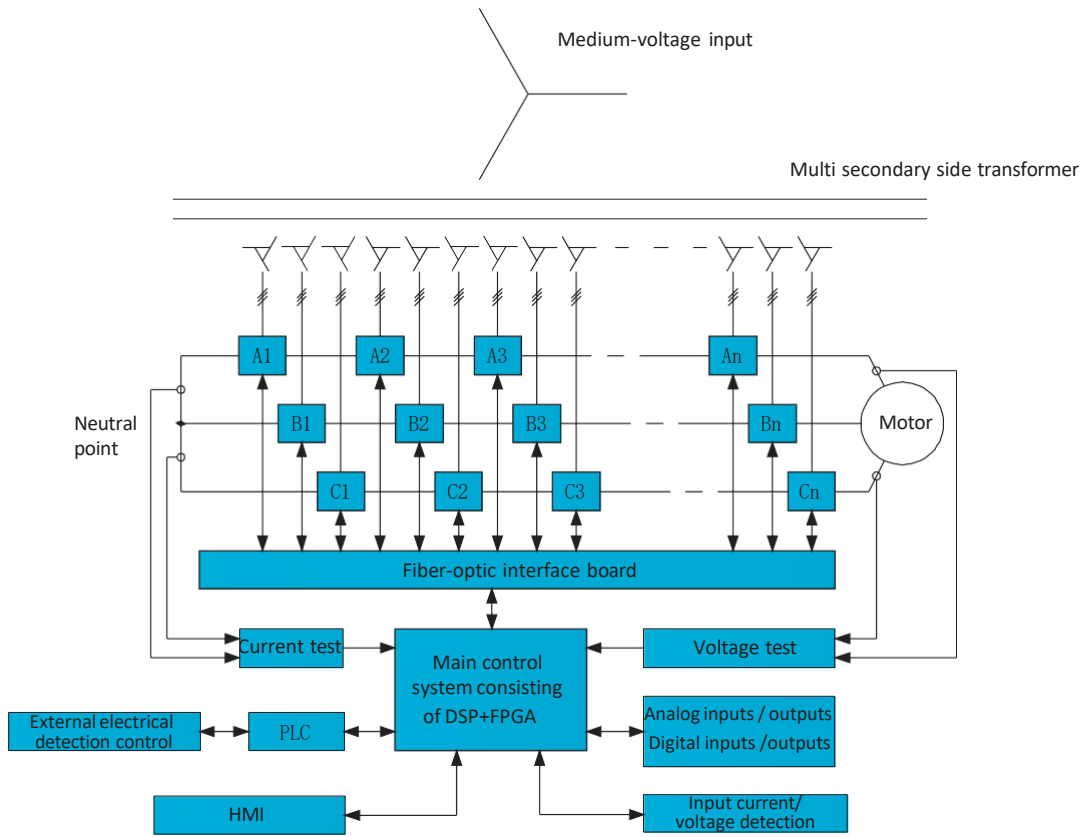 Medium-voltage input
Multi secondary side transformer
A1
A2
A3
An
Neutral
point
B1
B2
B3
Bn
Motor
C1
C2
C3
Cn
Fiber-optic interface board
Current test
Main control
system consisting
of DSP+FPGA
Voltage test
External electrical
detection control
PLC
Analog inputs / outputs
Digital inputs /outputs
HMI
Input current/
voltage detection